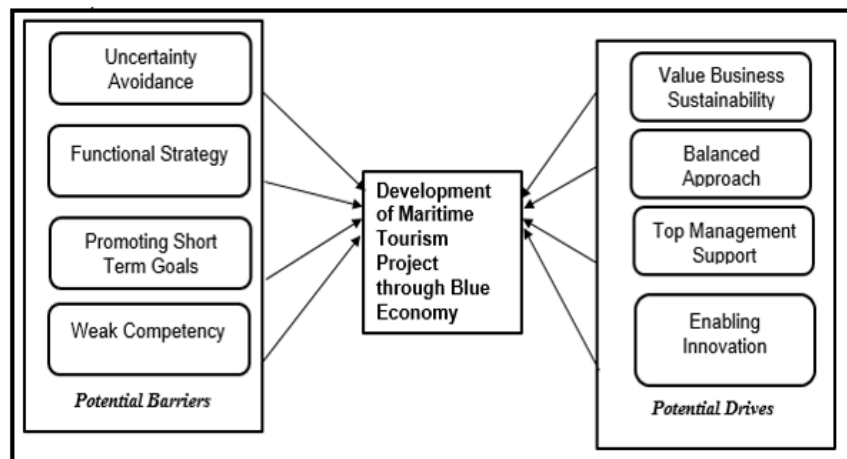 Uncertainty
Avoidance
Functional Strategy
Promoting Short
Term Goals
Weak Competency
Potential Barriers
Development
of Maritime
Tourism
Project
through Blue
Economy
Value Business
Sustainability
Balanced
Approach
Top Management
Support
Enabling
Innovation
Potential Drives